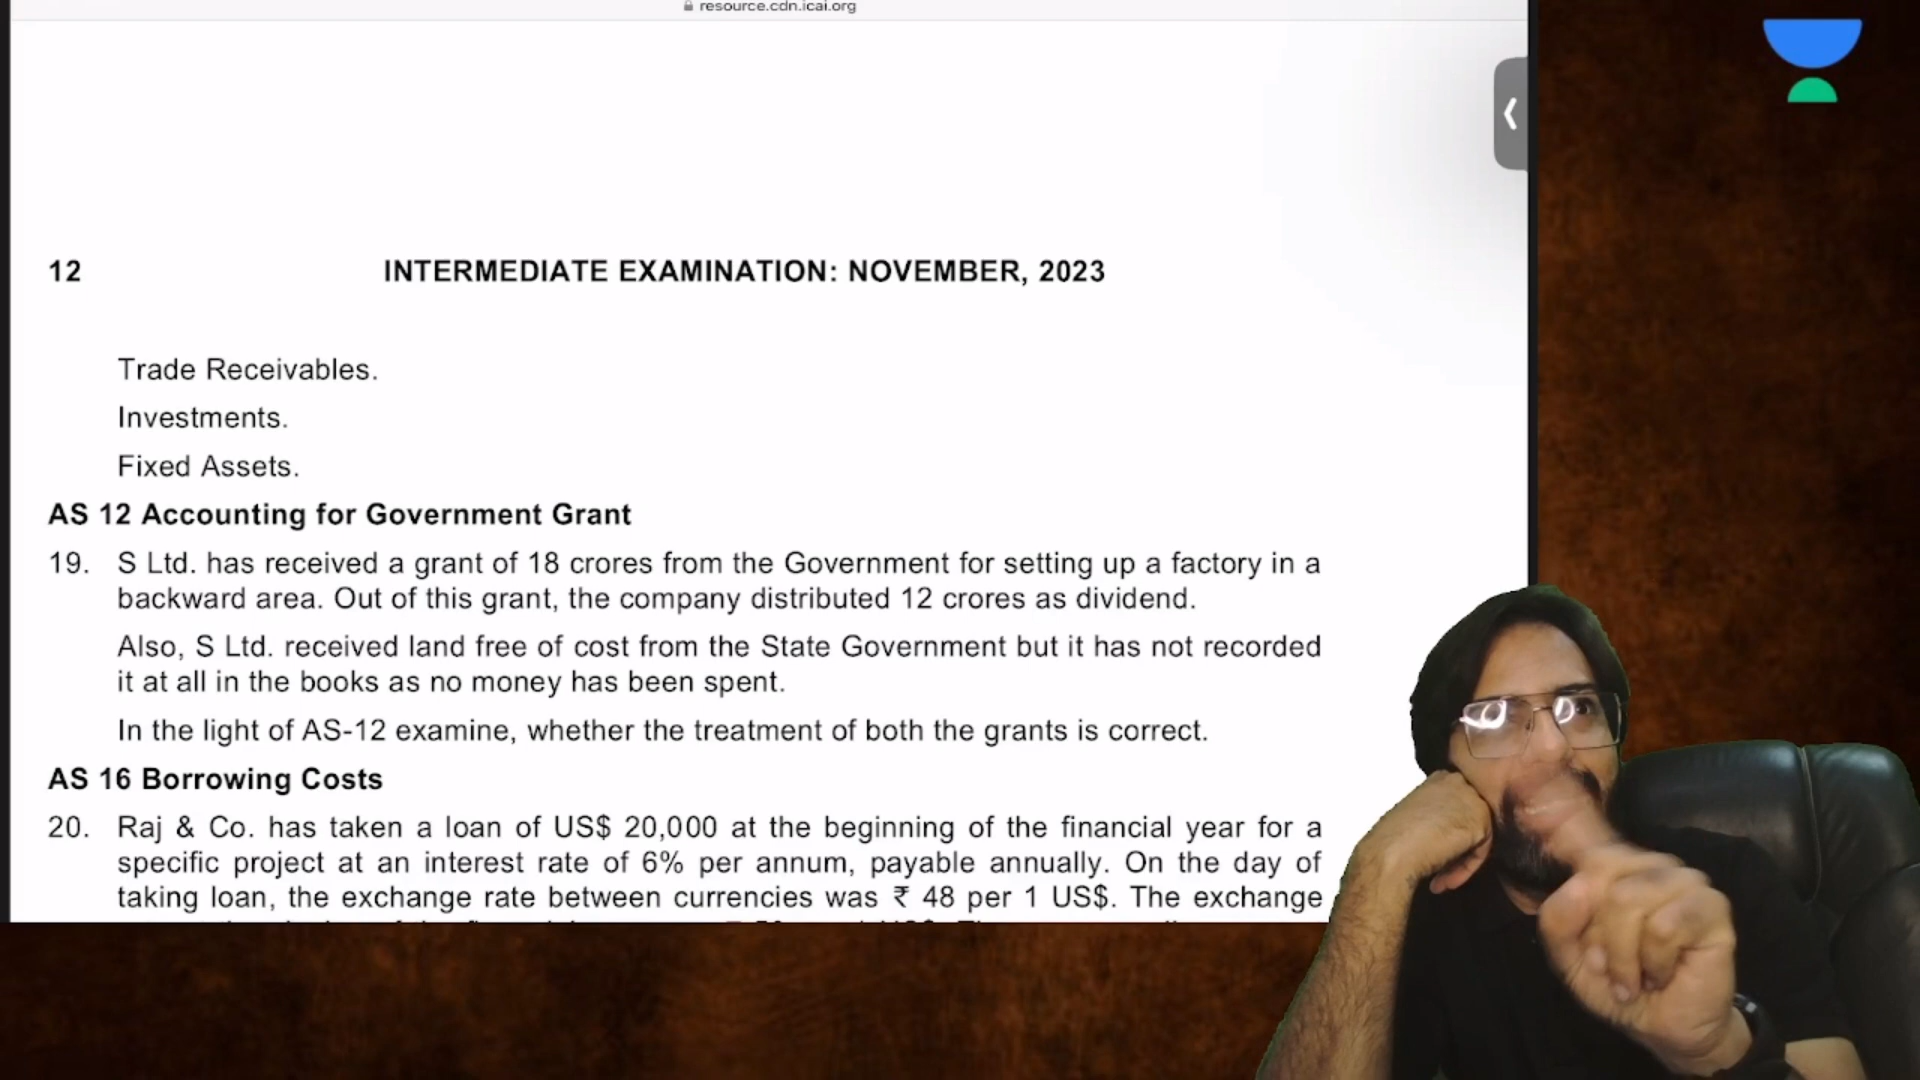 resource.cdn.icai.org
12 INTERMEDIATE EXAMINATION: NOVEMBER, 2023
Trade Receivables.
Investments.
Fixed Assets.
AS 12 Accounting for Government Grant
19. S Ltd. has received a grant of 18 crores from the Government for setting up a factory in a
backward area. Out of this grant, the company distributed 12 crores as dividend.
Also, S Ltd. received land free of cost from the State Government but it has not recorded
it at all in the books as no money has been spent.
In the light of AS-12 examine, whether the treatment of both the grants is correct.
AS 16 Borrowing Costs
20. Raj & Co. has taken a loan of US$ 20,000 at the beginning of the financial year for a
specific project at an interest rate of 6% per annum, payable annually. On the day of
taking loan, the exchange rate between currencies was ₹ 48 per 1 US$. The exchange